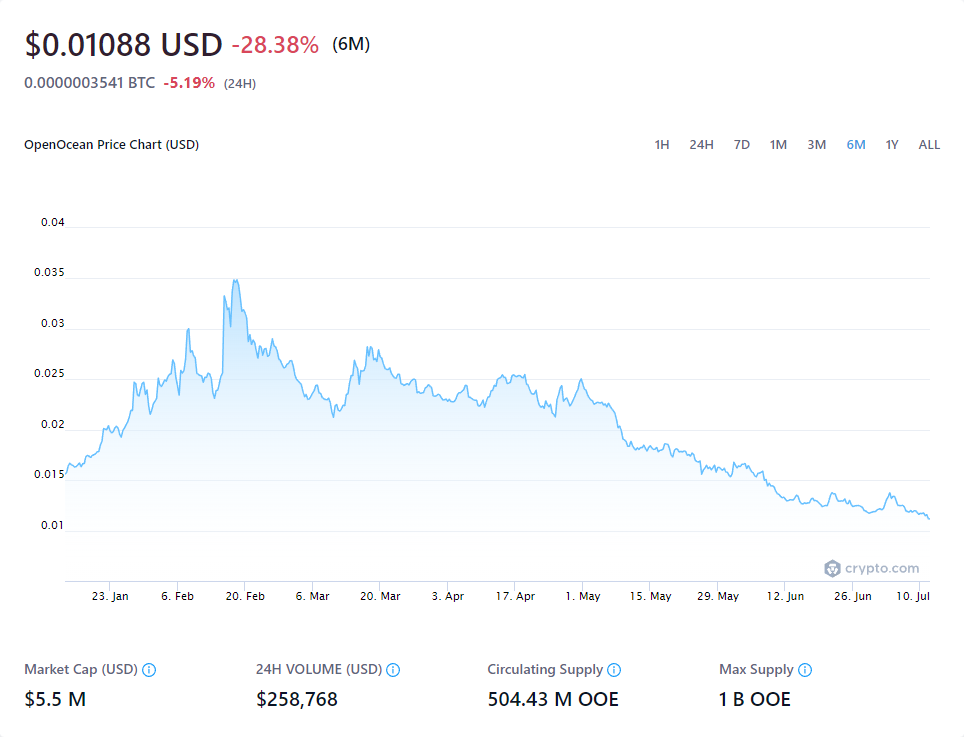 $0.01088 USD -28.38% (6M)
0.0000003541 BTC -5.19% (24H)
OpenOcean Price Chart (USD)
1H 24H 7D 1M 3M 6M 1Y ALL
0.04
0.035
0.03
0.025
0.02
0.015
0.01
crypto.com
23. Jan 6. Feb 20. Feb 6. Mar 20. Mar 3. Apr 17. Apr 1. May 15. May 29. May 12. Jun 26. Jun 10. Jul
Market Cap (USD) 24H VOLUME (USD) Circulating Supply Max Supply
$5.5 M $258,768 504.43 M OOE 1 B OOE